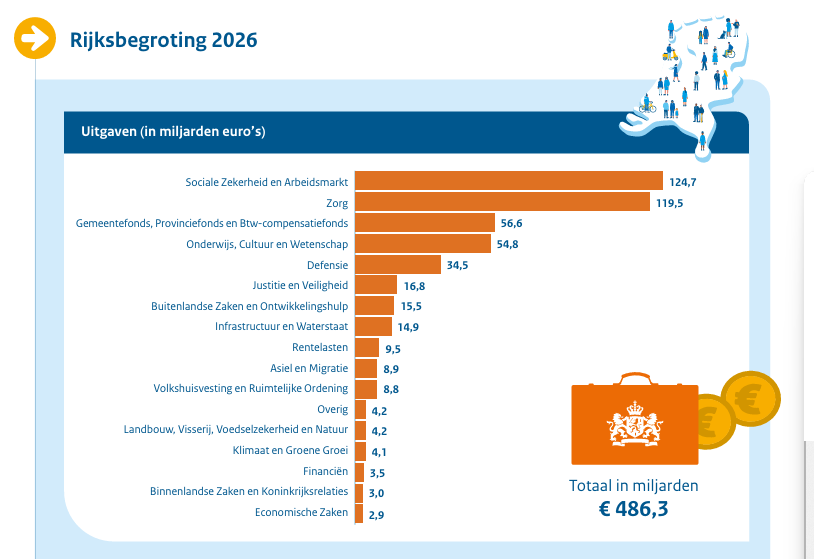 Rijksbegroting 2026
Uitgaven (in miljarden euro's)
Sociale Zekerheid en Arbeidsmarkt 124,7
Zorg 119,5
Gemeentefonds, Provinciefonds en Btw-compensatiefonds 56,6
Onderwijs, Cultuur en Wetenschap 54,8
Defensie 34,5
Justitie en Veiligheid 16,8
Buitenlandse Zaken en Ontwikkelingshulp 15,5
Infrastructuur en Waterstaat 14,9
Rentelasten 9,5
Asiel en Migratie 8,9
Volkshuisvesting en Ruimtelijke Ordening 8,8
Overig 4,2
Landbouw, Visserij, Voedselzekerheid en Natuur 4,2
Klimaat en Groene Groei 4,1
Financiën 3,5
Binnenlandse Zaken en Koninkrijksrelaties 3,0
Economische Zaken 2,9
€
€
Totaal in miljarden
€ 486,3